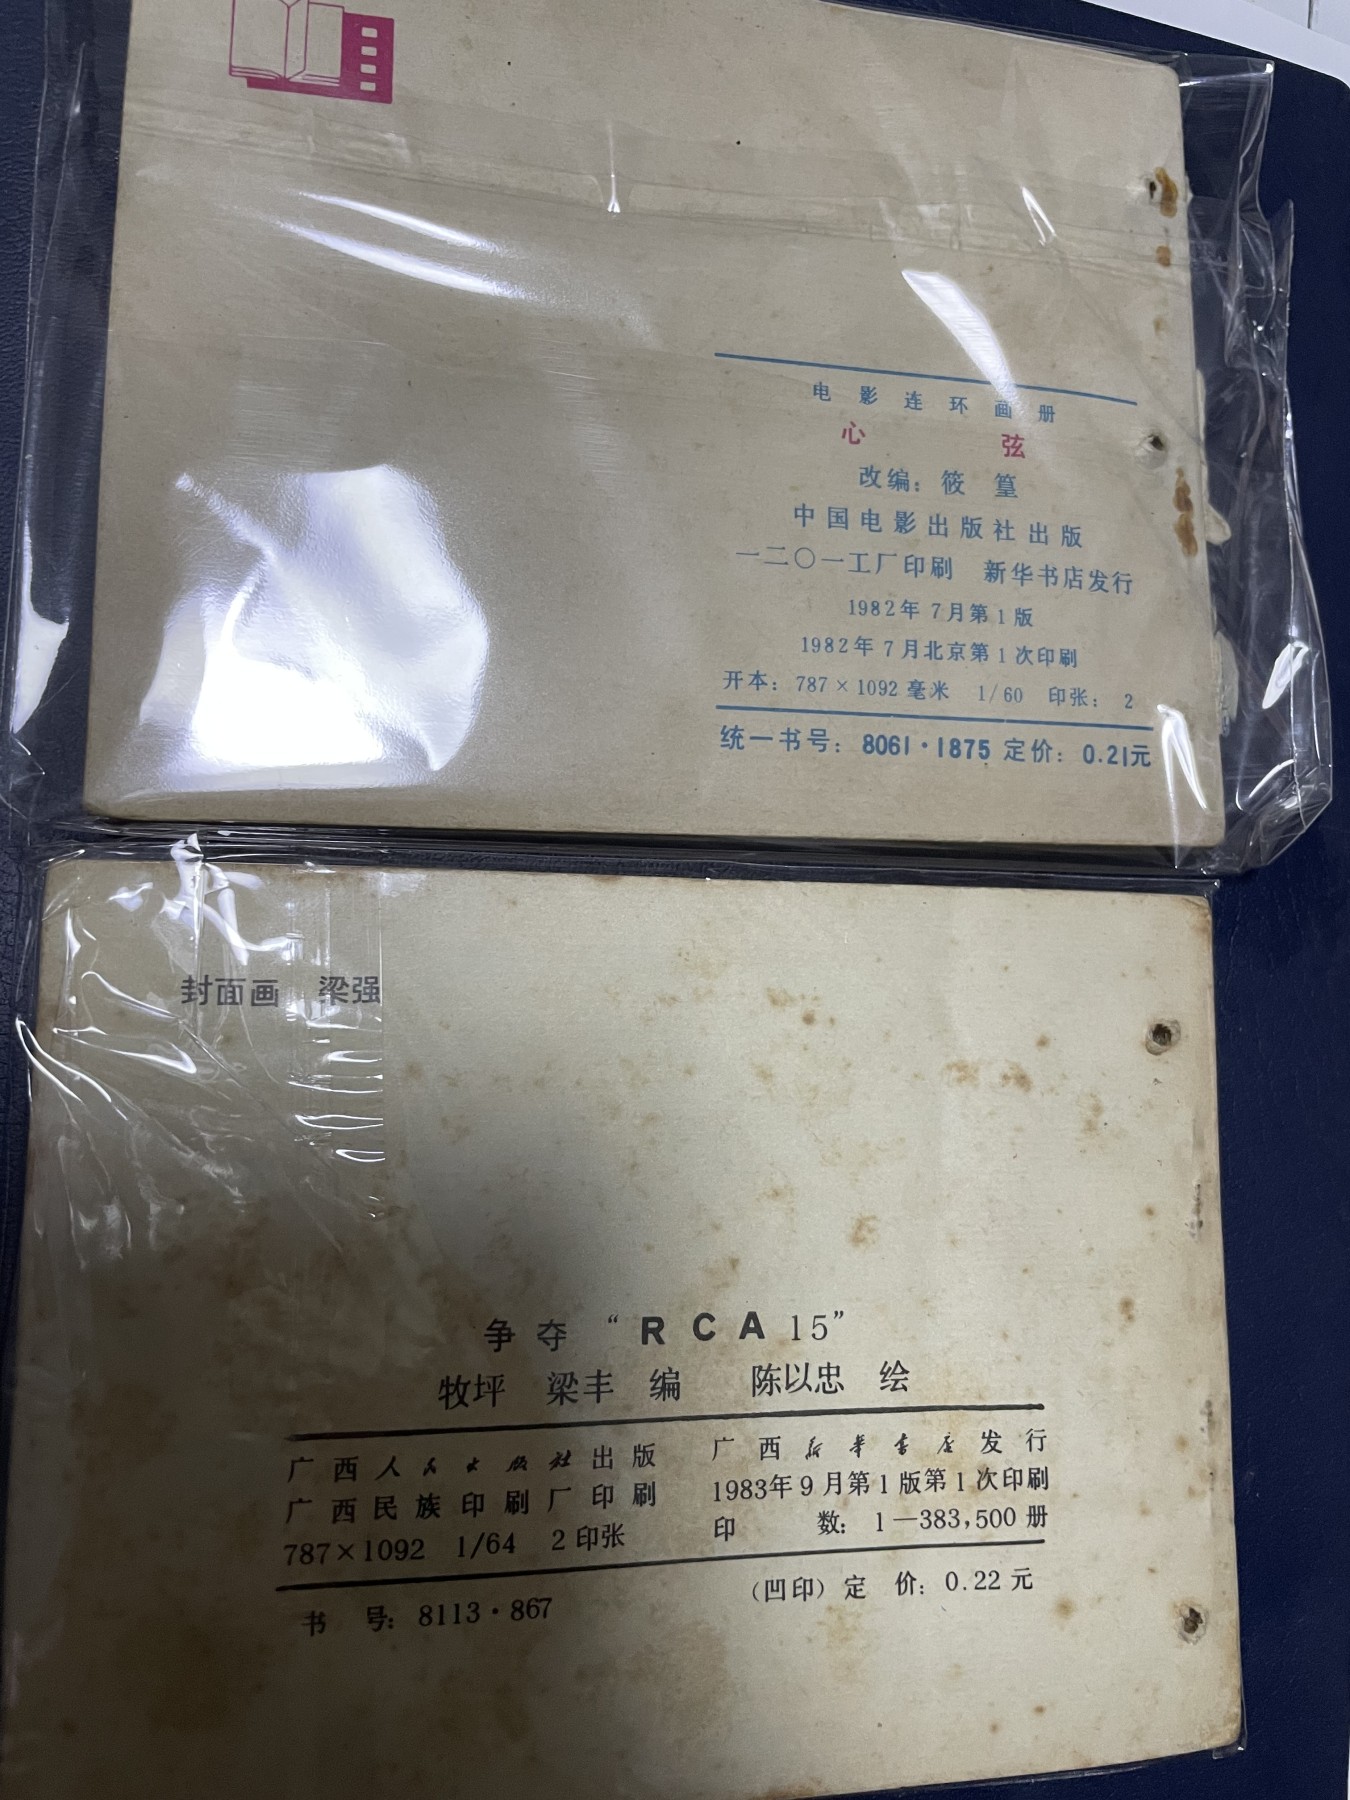 电影连环画册
心弦
改编：筱篁
中国电影出版社出版
一二〇一工厂印刷 新华书店发行
1982年7月第1版
1982年7月北京第1次印刷
开本：787×1092毫米 1/60 印张：2
统一书号：8061·1875 定价：0.21元
封面画 梁强
争夺“RCA 15”
牧坪 梁丰 编 陈以忠 绘
广西人民出版社出版
广西民族印刷厂印刷
787×1092 1/64 2印张
广西新华书店发行
1983年9月第1版第1次印刷
印数：1—383,500册
书号：8113·867
（凹印）定价：0.22元